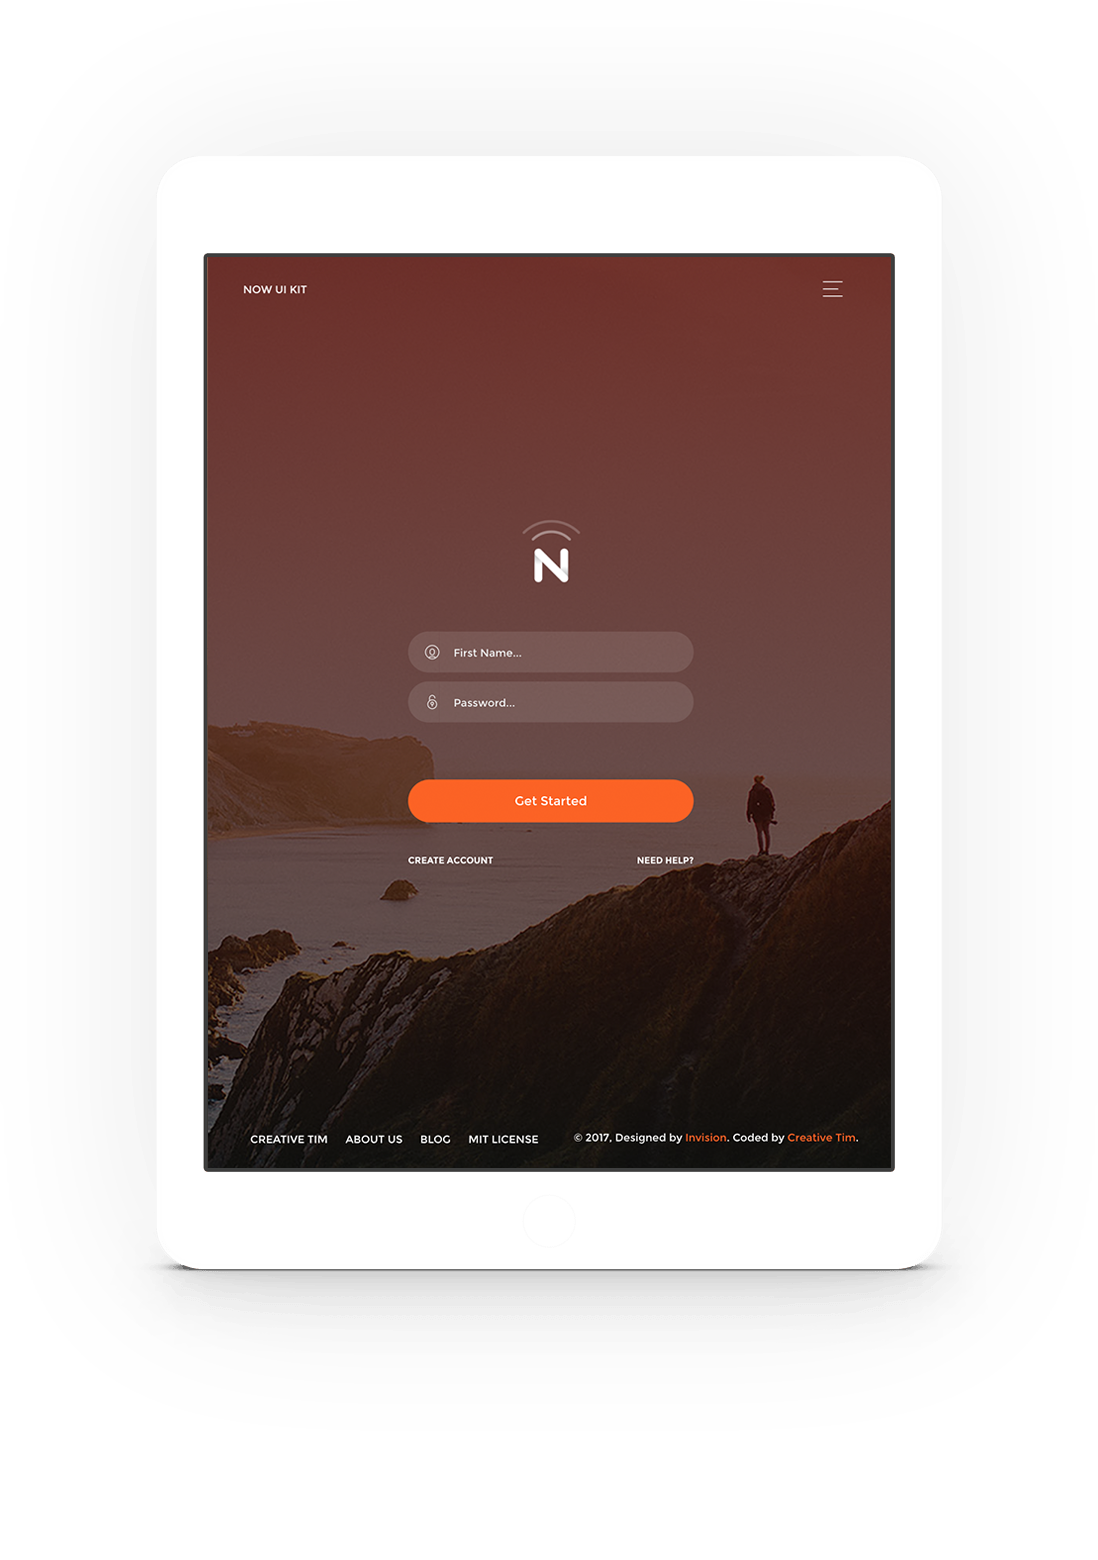 NOW UI KIT
N
First Name...
Password...
Get Started
CREATE ACCOUNT NEED HELP?
CREATIVE TIM ABOUT US BLOG MIT LICENSE © 2017, Designed by Invision. Coded by Creative Tim.